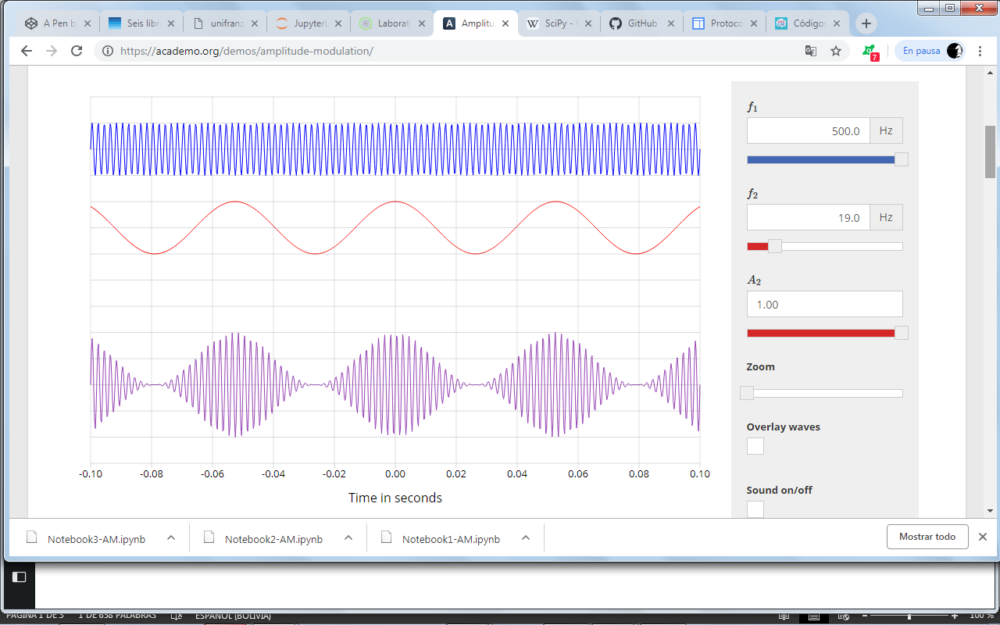 A Pen b
Seis libr
unifranz
Jupyter
Laborat
Amplitu
SciPy -
GitHub
Protoco
Códigos
https://academo.org/demos/amplitude-modulation/
7
En pausa
f1
500.0 Hz
f2
19.0 Hz
A2
1.00
Zoom
Overlay waves
Sound on/off
-0.10 -0.08 -0.06 -0.04 -0.02 0.00 0.02 0.04 0.06 0.08 0.10
Time in seconds
Notebook3-AM.ipynb
Notebook2-AM.ipynb
Notebook1-AM.ipynb
Mostrar todo
PÁGINA 1 DE 3 1 DE 658 PALABRAS ESPAÑOL (BOLIVIA) 100 %